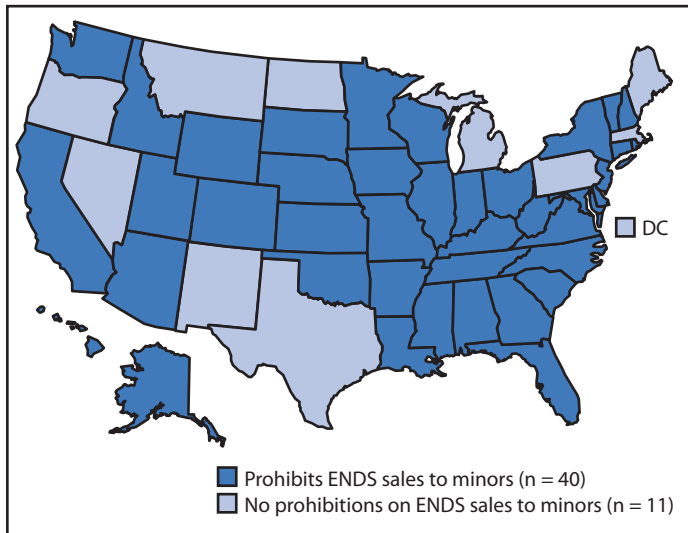 DC
Prohibits ENDS sales to minors (n = 40)
No prohibitions on ENDS sales to minors (n = 11)